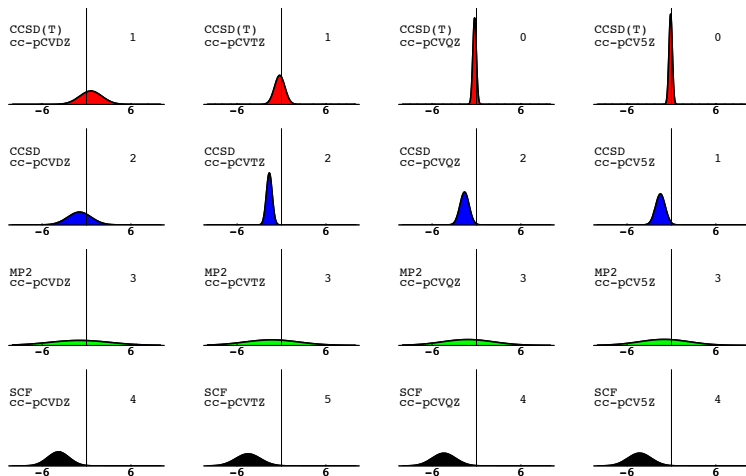 CCSD(T) CCSD(T) CCSD(T) CCSD(T)
cc-pCVDZ 1 cc-pCVTZ 1 cc-pCVQZ 0 cc-pCV5Z 0
-6 6 -6 6 -6 6 -6 6
CCSD CCSD CCSD CCSD
cc-pCVDZ 2 cc-pCVTZ 2 cc-pCVQZ 2 cc-pCV5Z 1
-6 6 -6 6 -6 6 -6 6
MP2 MP2 MP2 MP2
cc-pCVDZ 3 cc-pCVTZ 3 cc-pCVQZ 3 cc-pCV5Z 3
-6 6 -6 6 -6 6 -6 6
SCF SCF SCF SCF
cc-pCVDZ 4 cc-pCVTZ 5 cc-pCVQZ 4 cc-pCV5Z 4
-6 6 -6 6 -6 6 -6 6